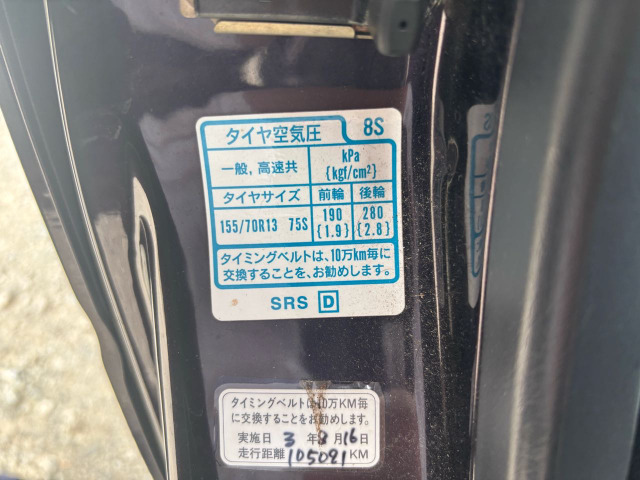 タイヤ空気圧 8S
一般，高速共 kPa {kgf/cm²}
タイヤサイズ 前輪 後輪
155/70R13 75S 190 {1.9} 280 {2.8}
タイミングベルトは、10万km毎に
交換することを、お勧めします。
SRS D
タイミングベルトは10万KM毎
に交換することをお勧めします。
実施日 3 年 8 月 16 日
走行距離 105091 KM